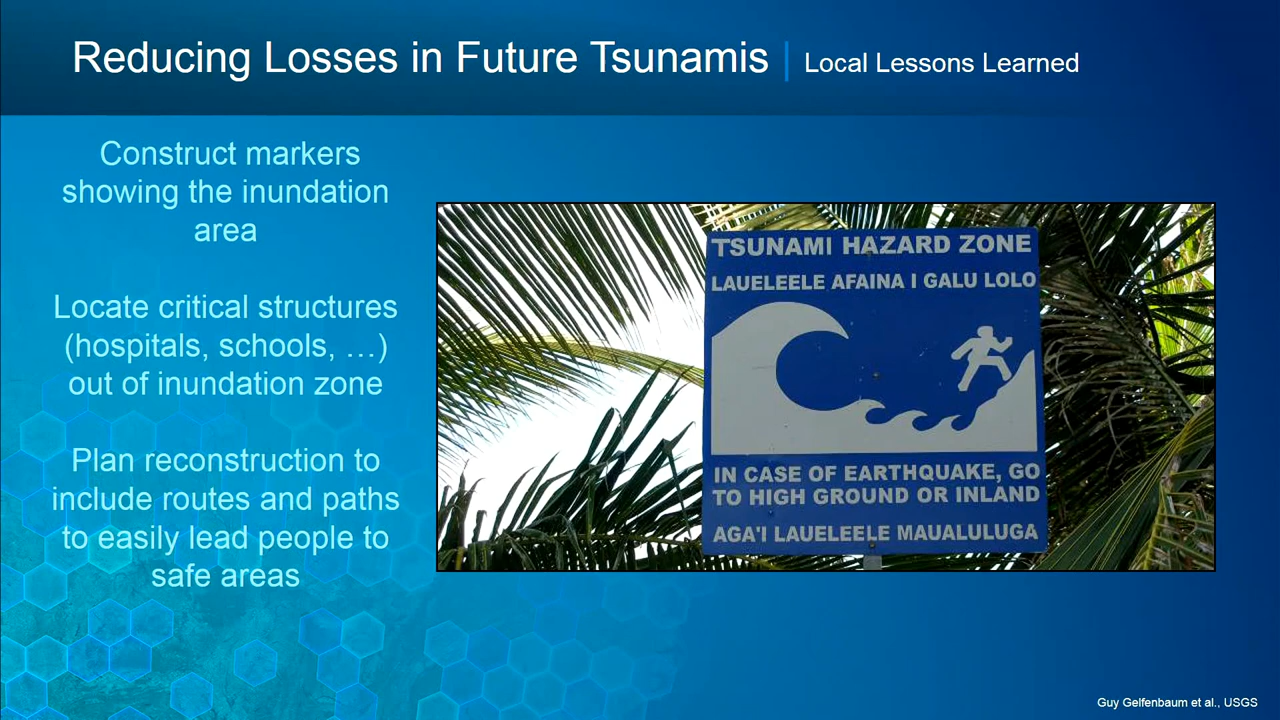 Reducing Losses in Future Tsunamis | Local Lessons Learned
Construct markers
showing the inundation
area
Locate critical structures
(hospitals, schools, …)
out of inundation zone
Plan reconstruction to
include routes and paths
to easily lead people to
safe areas
TSUNAMI HAZARD ZONE
LAUELEELE AFAINA I GALU LOLO
IN CASE OF EARTHQUAKE, GO
TO HIGH GROUND OR INLAND
AGA'I LAUELEELE MAUALULUGA
Guy Gelfenbaum et al., USGS